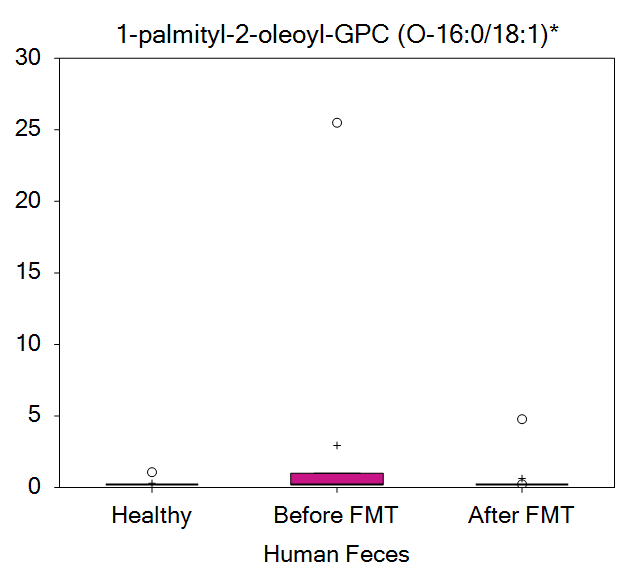 1-palmityl-2-oleoyl-GPC (O-16:0/18:1)*
30
25
20
15
10
5
0
Healthy Before FMT After FMT
Human Feces